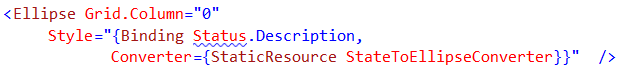 <Ellipse Grid.Column="0"
Style="{Binding Status.Description,
Converter={StaticResource StateToEllipseConverter}}" />